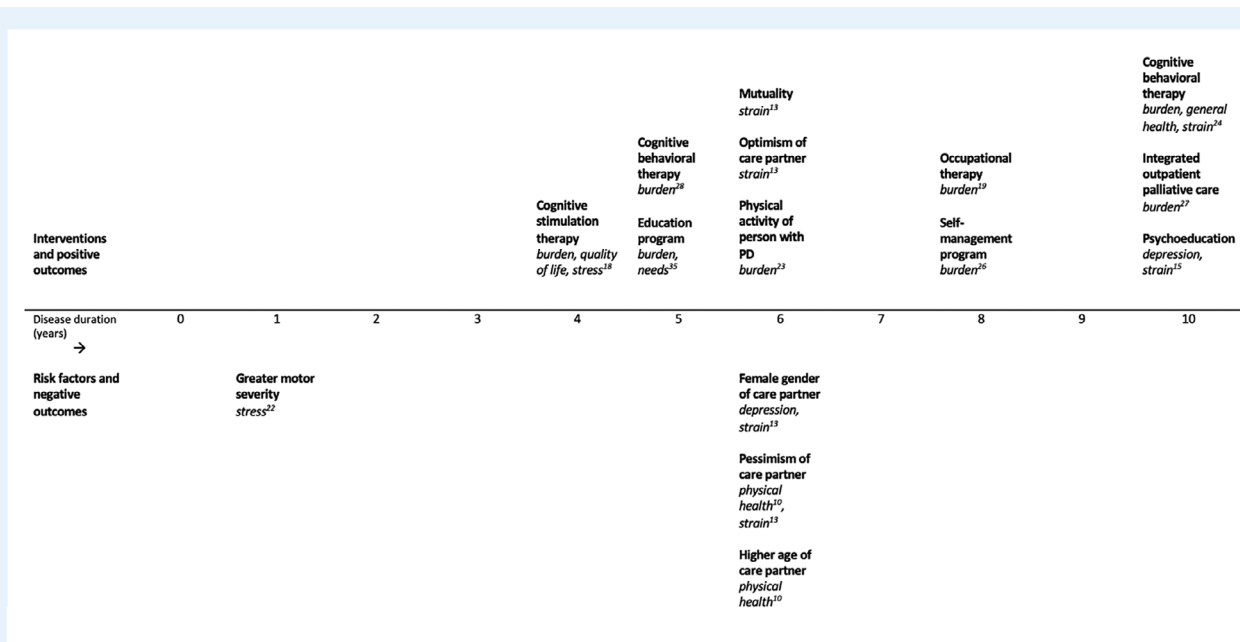 Interventions
and positive
outcomes
Cognitive
stimulation
therapy
burden, quality
of life, stress18
Cognitive
behavioral
therapy
burden28
Education
program
burden,
needs35
Mutuality
strain13
Optimism of
care partner
strain13
Physical
activity of
person with
PD
burden23
Occupational
therapy
burden19
Self-
management
program
burden26
Cognitive
behavioral
therapy
burden, general
health, strain24
Integrated
outpatient
palliative care
burden27
Psychoeducation
depression,
strain15
Disease duration
(years)
→
0 1 2 3 4 5 6 7 8 9 10
Risk factors and
negative
outcomes
Greater motor
severity
stress22
Female gender
of care partner
depression,
strain13
Pessimism of
care partner
physical
health10,
strain13
Higher age of
care partner
physical
health10